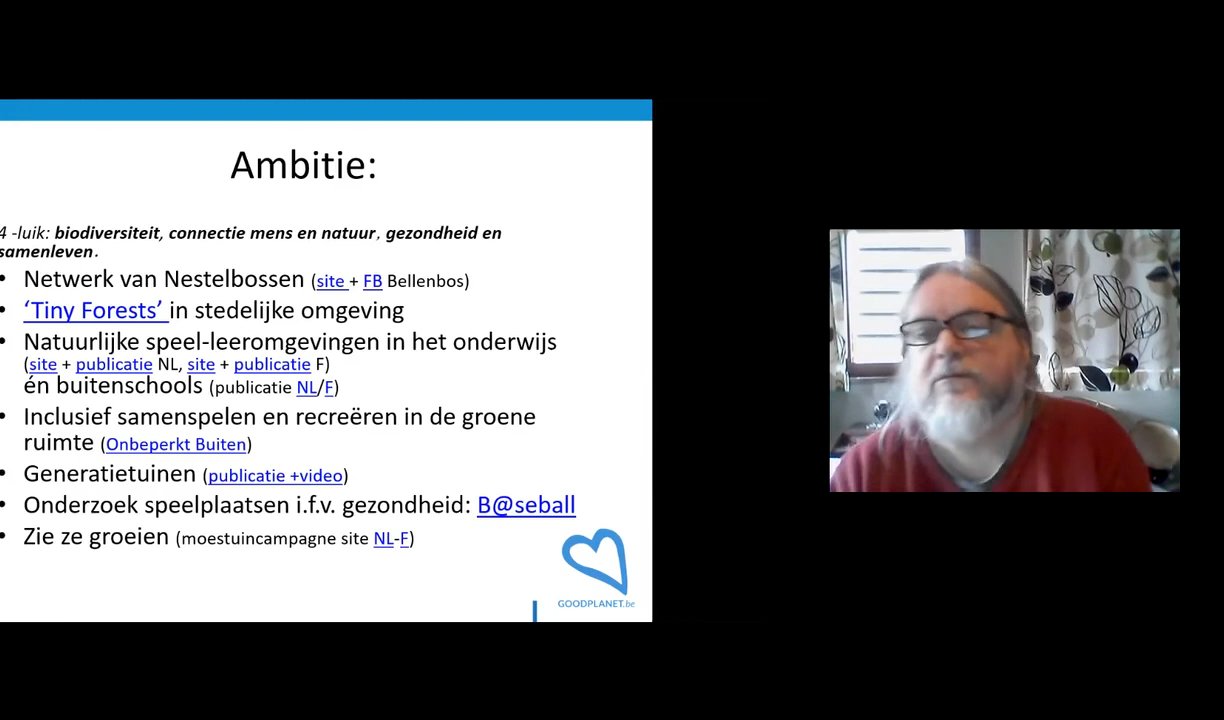 Ambitie:
4 -luik: biodiversiteit, connectie mens en natuur, gezondheid en
samenleven.
• Netwerk van Nestelbossen (site + FB Bellenbos)
• ‘Tiny Forests’ in stedelijke omgeving
• Natuurlijke speel-leeromgevingen in het onderwijs
(site + publicatie NL, site + publicatie F)
én buitenschools (publicatie NL/F)
• Inclusief samenspelen en recreëren in de groene
ruimte (Onbeperkt Buiten)
• Generatietuinen (publicatie +video)
• Onderzoek speelplaatsen i.f.v. gezondheid: B@seball
• Zie ze groeien (moestuincampagne site NL-F)
GOODPLANET.be